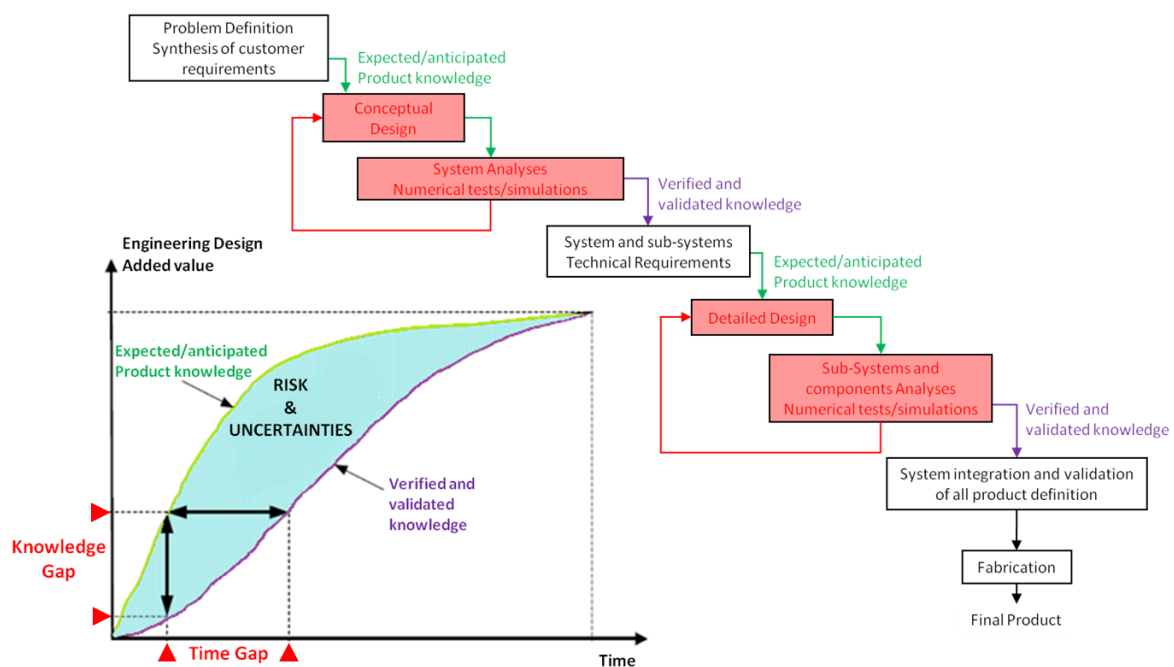 Problem Definition
Synthesis of customer
requirements
Expected/anticipated
Product knowledge
Conceptual
Design
System Analyses
Numerical tests/simulations
Verified and
validated knowledge
System and sub-systems
Technical Requirements
Expected/anticipated
Product knowledge
Detailed Design
Sub-Systems and
components Analyses
Numerical tests/simulations
Verified and
validated knowledge
System integration and validation
of all product definition
Fabrication
Final Product
Engineering Design
Added value
Expected/anticipated
Product knowledge
RISK
&
UNCERTAINTIES
Verified and
validated
knowledge
Knowledge
Gap
Time Gap
Time